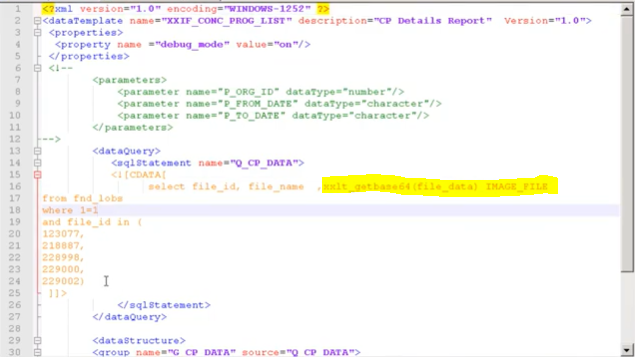 1 <?xml version="1.0" encoding="WINDOWS-1252" ?>
2 <dataTemplate name="XXIF_CONC_PROG_LIST" description="CP Details Report" Version="1.0">
3 <properties>
4 <property name ="debug_mode" value="on"/>
5 </properties>
6 <!--
7 <parameters>
8 <parameter name="P_ORG_ID" dataType="number"/>
9 <parameter name="P_FROM_DATE" dataType="character"/>
10 <parameter name="P_TO_DATE" dataType="character"/>
11 </parameters>
12 -->
13 <dataQuery>
14 <sqlStatement name="Q_CP_DATA">
15 <![CDATA[
16 select file_id, file_name ,xxlt_getbase64(file_data) IMAGE_FILE
17 from fnd_lobs
18 where 1=1
19 and file_id in (
20 123077,
21 218887,
22 228998,
23 229000,
24 229002)
25 ]]>
26 </sqlStatement>
27 </dataQuery>
28
29 <dataStructure>
30 <group name="G_CP_DATA" source="Q_CP_DATA">